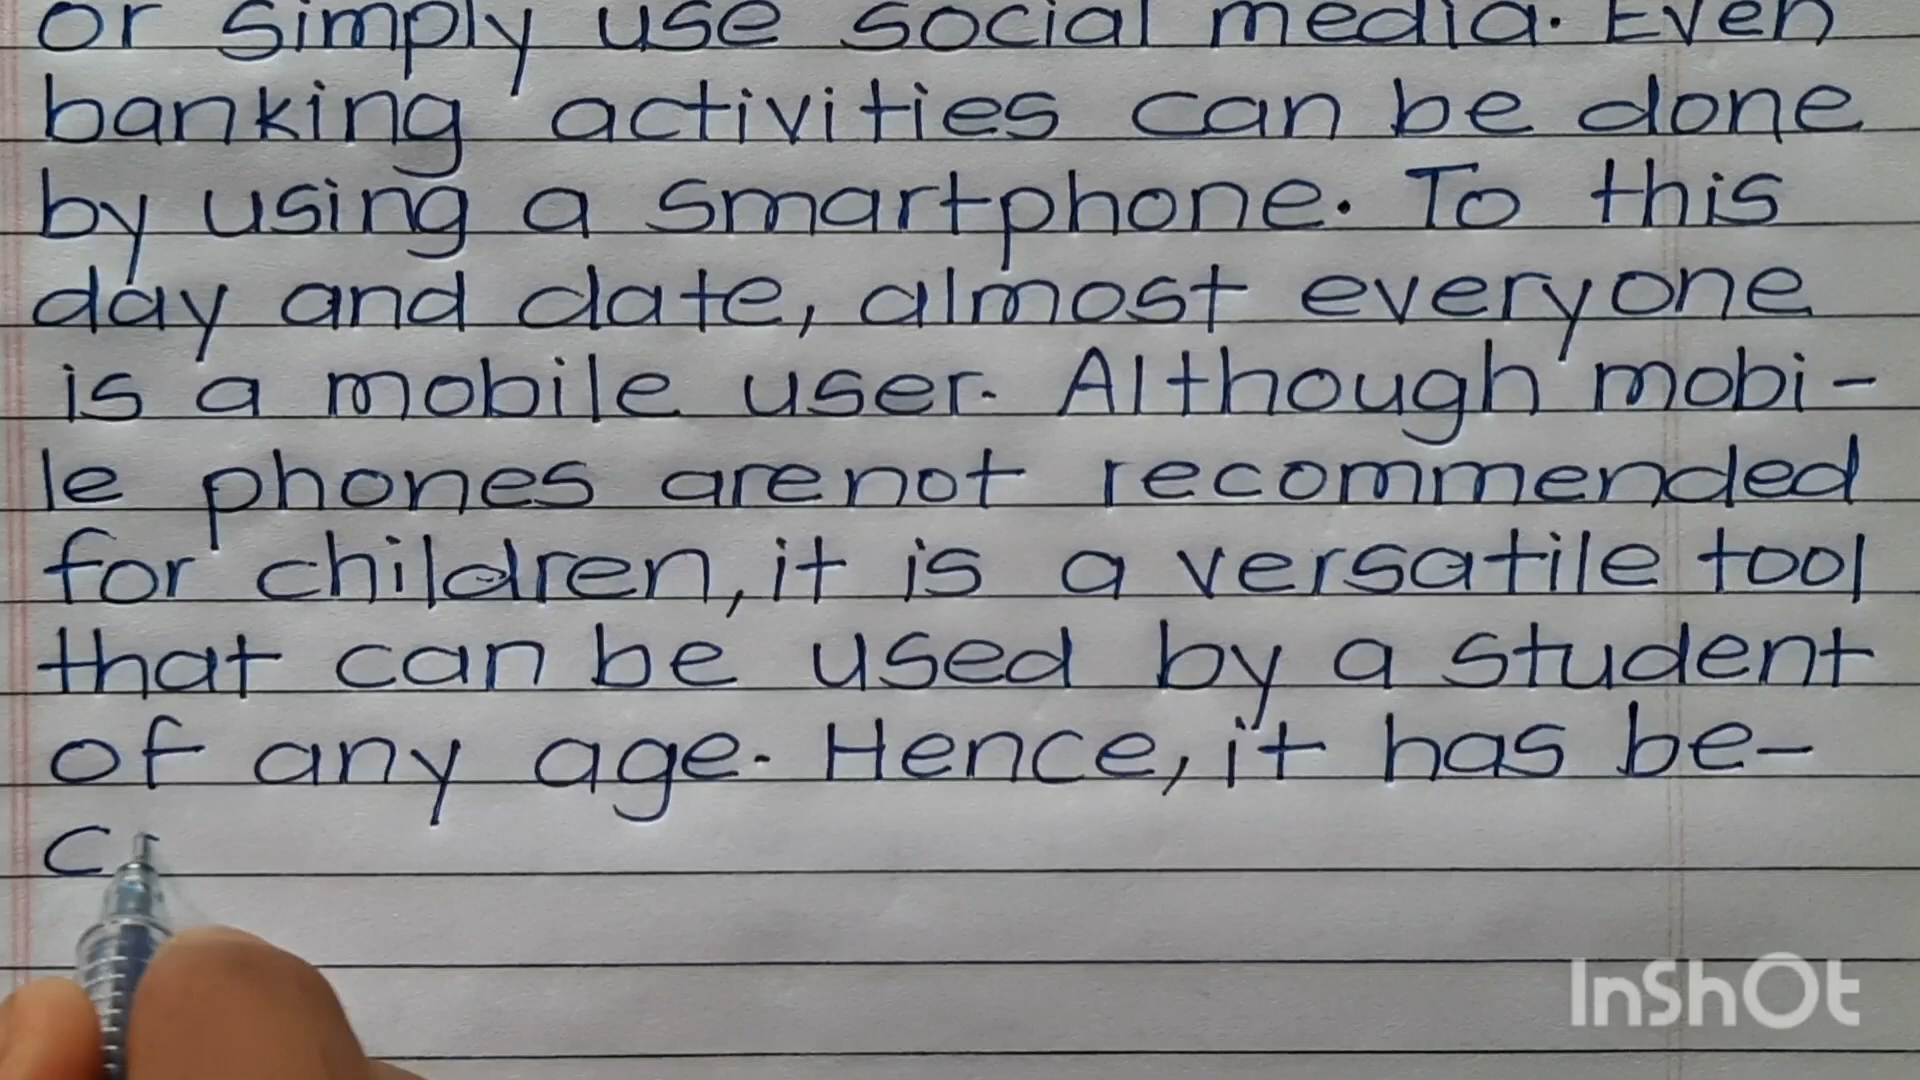 or simply use social media. Even
banking activities can be done
by using a smartphone. To this
day and date, almost everyone
is a mobile user. Although mobi-
le phones are not recommended
for children, it is a versatile tool
that can be used by a student
of any age. Hence, it has be-
c
InShOt